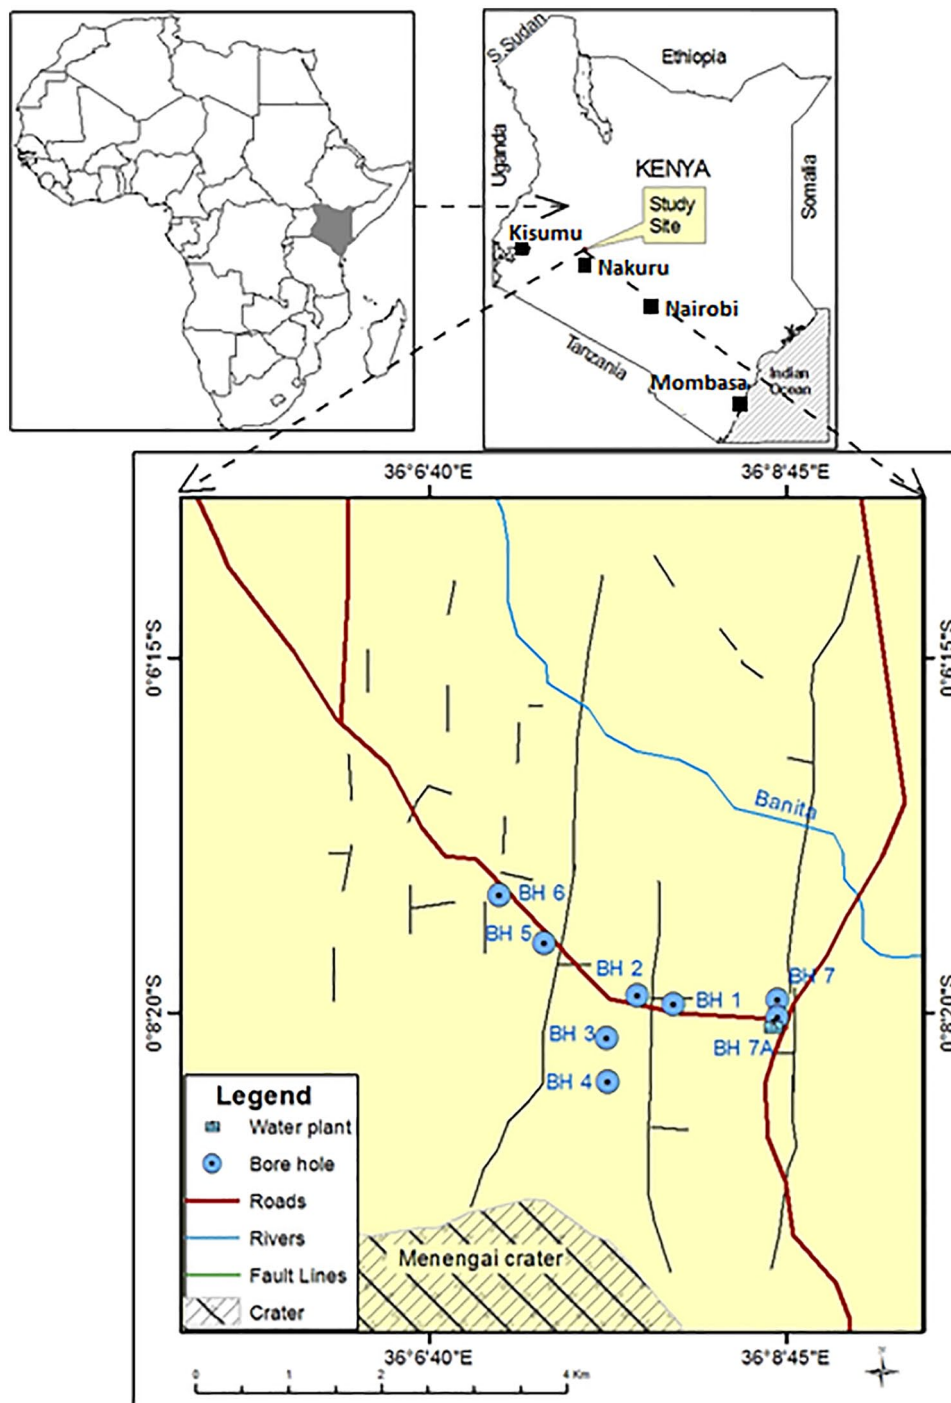 S.Sudan
Ethiopia
Uganda
KENYA
Somalia
Study
Site
Kisumu
Nakuru
Nairobi
Tanzania
Mombasa
Indian
Ocean
36°6'40"E
36°8'45"E
0°6'15"S
0°6'15"S
Banita
BH 6
BH 5
BH 2
BH 7
BH 1
0°8'20"S
0°8'20"S
BH 3
BH 7A
BH 4
Legend
Water plant
Bore hole
Roads
Rivers
Fault Lines
Crater
Menengai crater
36°6'40"E
36°8'45"E
0 1 2 4 Km